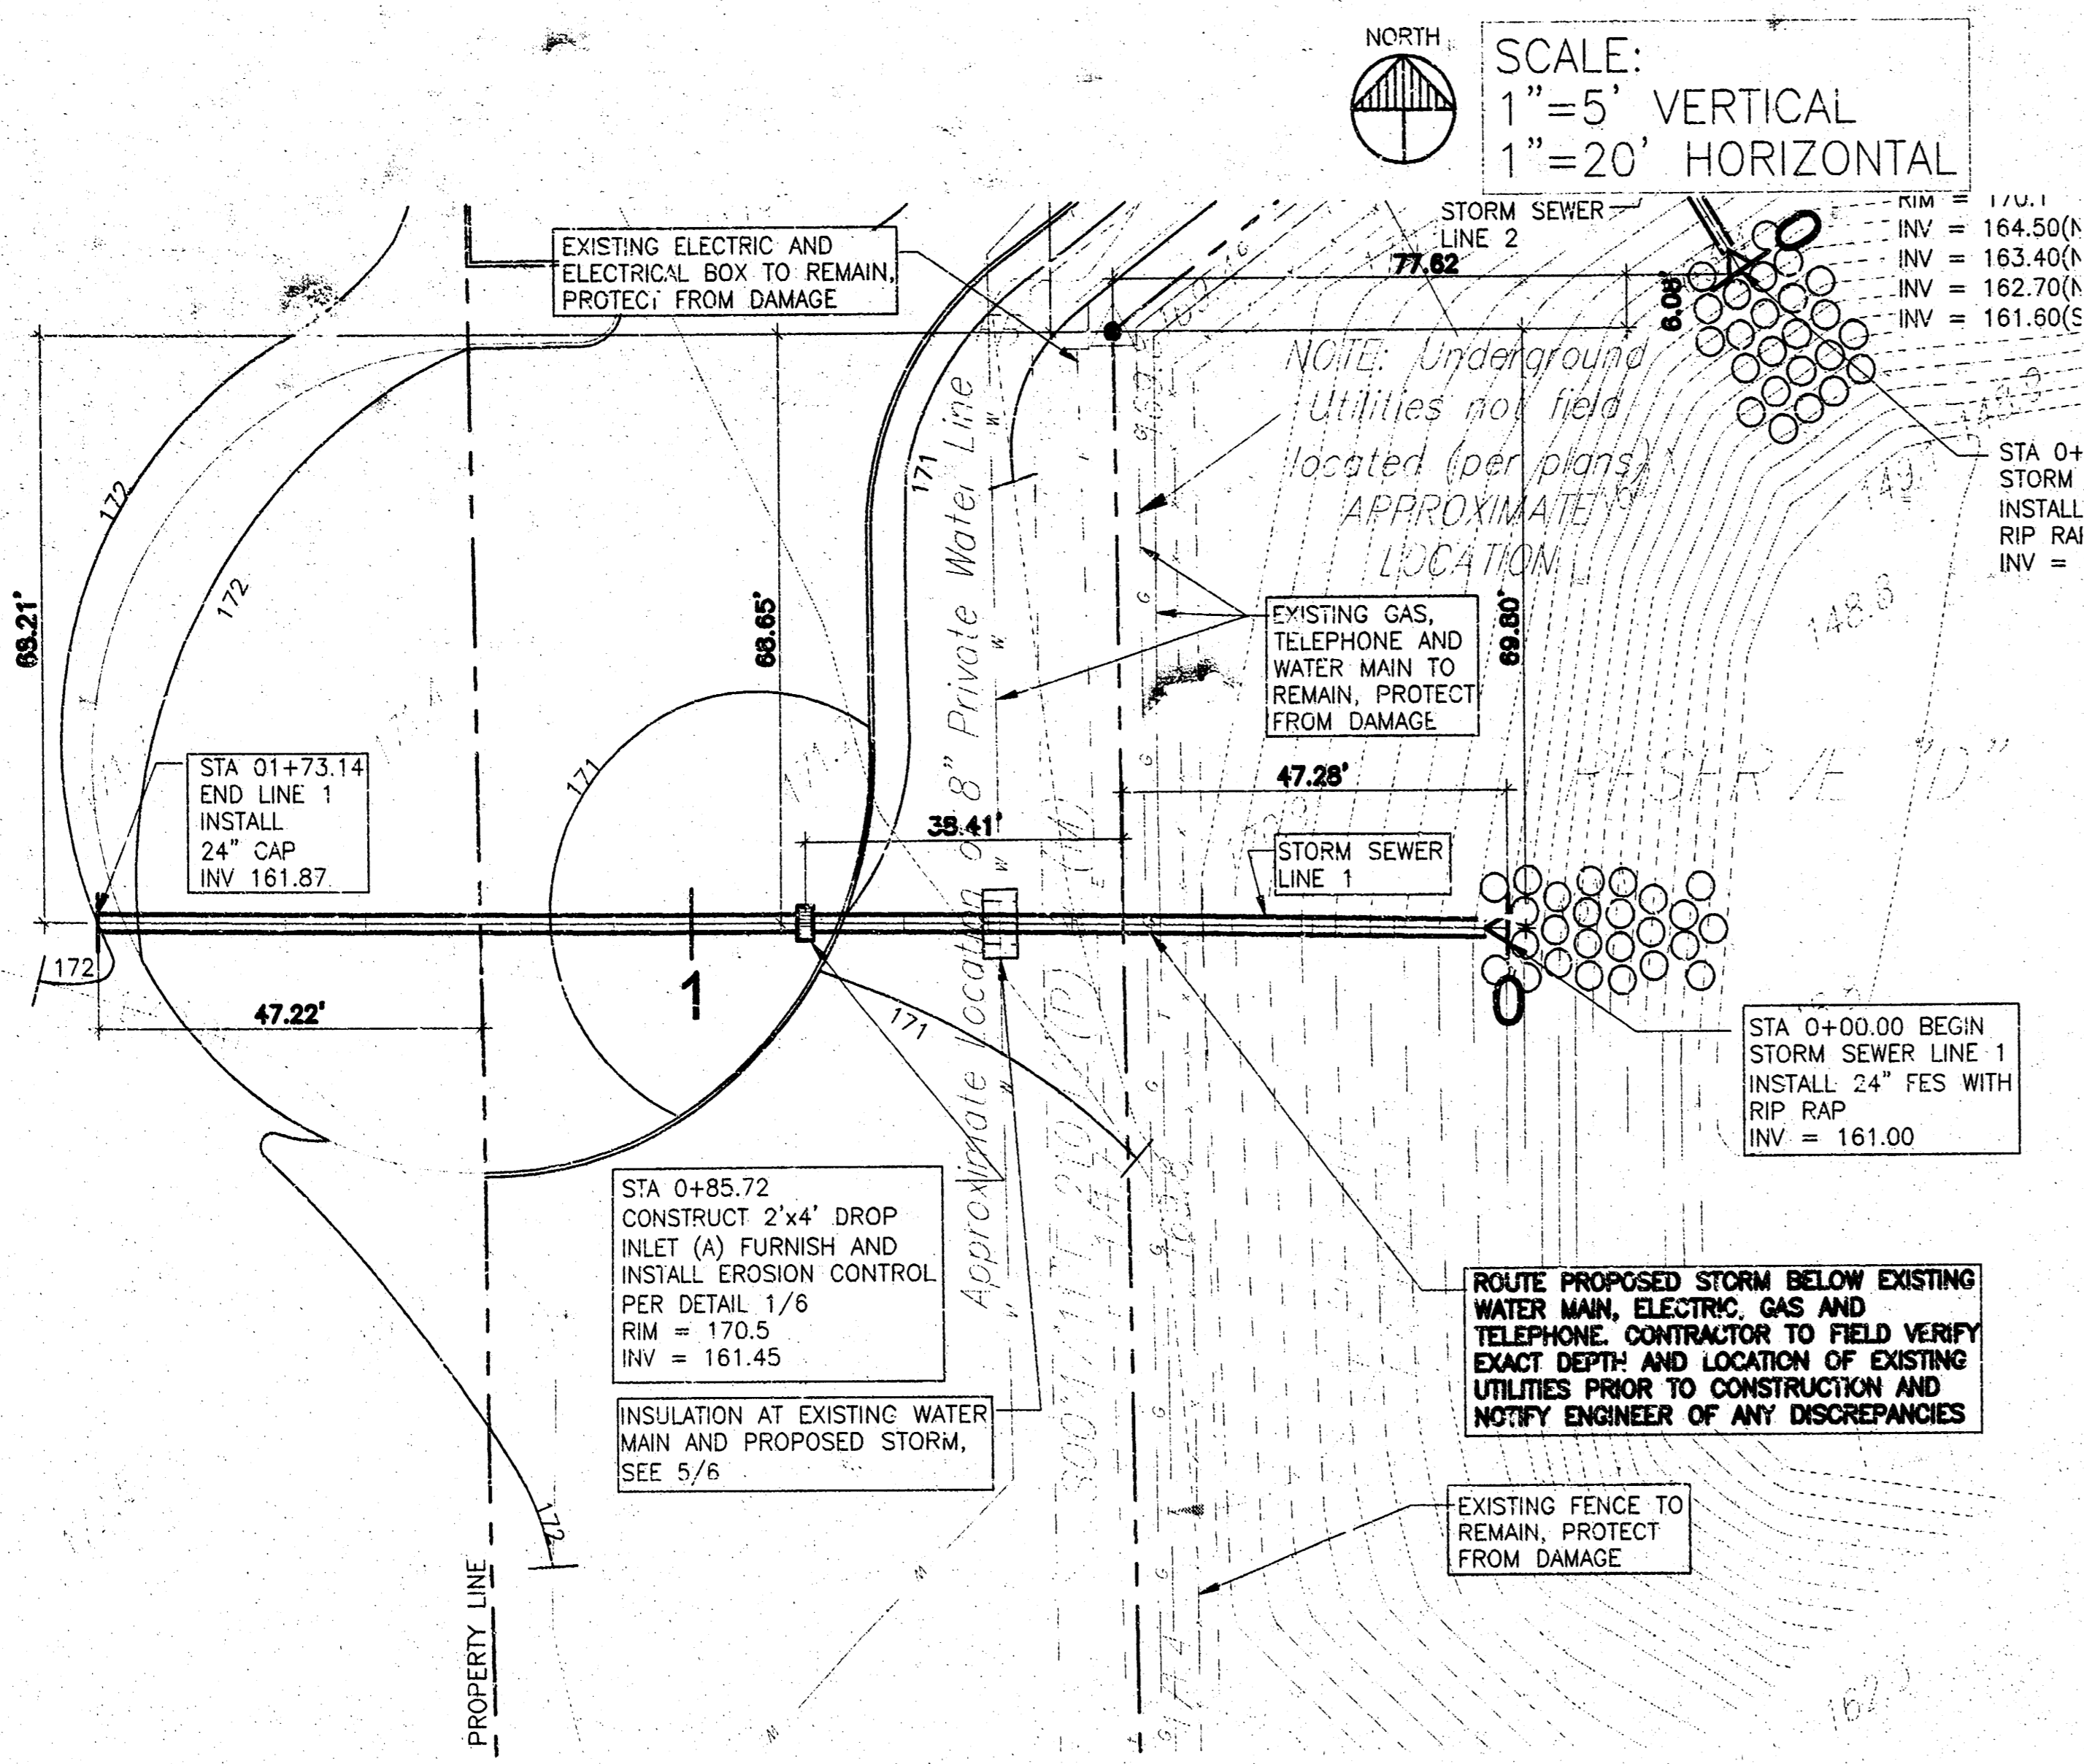 NORTH
SCALE:
1"=5' VERTICAL
1"=20' HORIZONTAL
STORM SEWER
LINE 2
RIM = 170.1
INV = 164.50(N
INV = 163.40(N
INV = 162.70(N
INV = 161.60(S
EXISTING ELECTRIC AND
ELECTRICAL BOX TO REMAIN,
PROTECT FROM DAMAGE
77.62
6.08'
NOTE: Underground
Utilities not field
located (per plans)
APPROXIMATE
LOCATION
STA 0+
STORM
INSTALL
RIP RAP
INV =
172
172
171
68.21'
68.65'
69.80'
148.8
EXISTING GAS,
TELEPHONE AND
WATER MAIN TO
REMAIN, PROTECT
FROM DAMAGE
Approximate Location of 8" Private Water Line
RESERVE "D"
STA 01+73.14
END LINE 1
INSTALL
24" CAP
INV 161.87
171
47.28'
38.41'
STORM SEWER
LINE 1
172
47.22'
1
171
0
0
STA 0+00.00 BEGIN
STORM SEWER LINE 1
INSTALL 24" FES WITH
RIP RAP
INV = 161.00
STA 0+85.72
CONSTRUCT 2'x4' DROP
INLET (A) FURNISH AND
INSTALL EROSION CONTROL
PER DETAIL 1/6
RIM = 170.5
INV = 161.45
ROUTE PROPOSED STORM BELOW EXISTING
WATER MAIN, ELECTRIC, GAS AND
TELEPHONE. CONTRACTOR TO FIELD VERIFY
EXACT DEPTH AND LOCATION OF EXISTING
UTILITIES PRIOR TO CONSTRUCTION AND
NOTIFY ENGINEER OF ANY DISCREPANCIES
INSULATION AT EXISTING WATER
MAIN AND PROPOSED STORM,
SEE 5/6
EXISTING FENCE TO
REMAIN, PROTECT
FROM DAMAGE
172
PROPERTY LINE